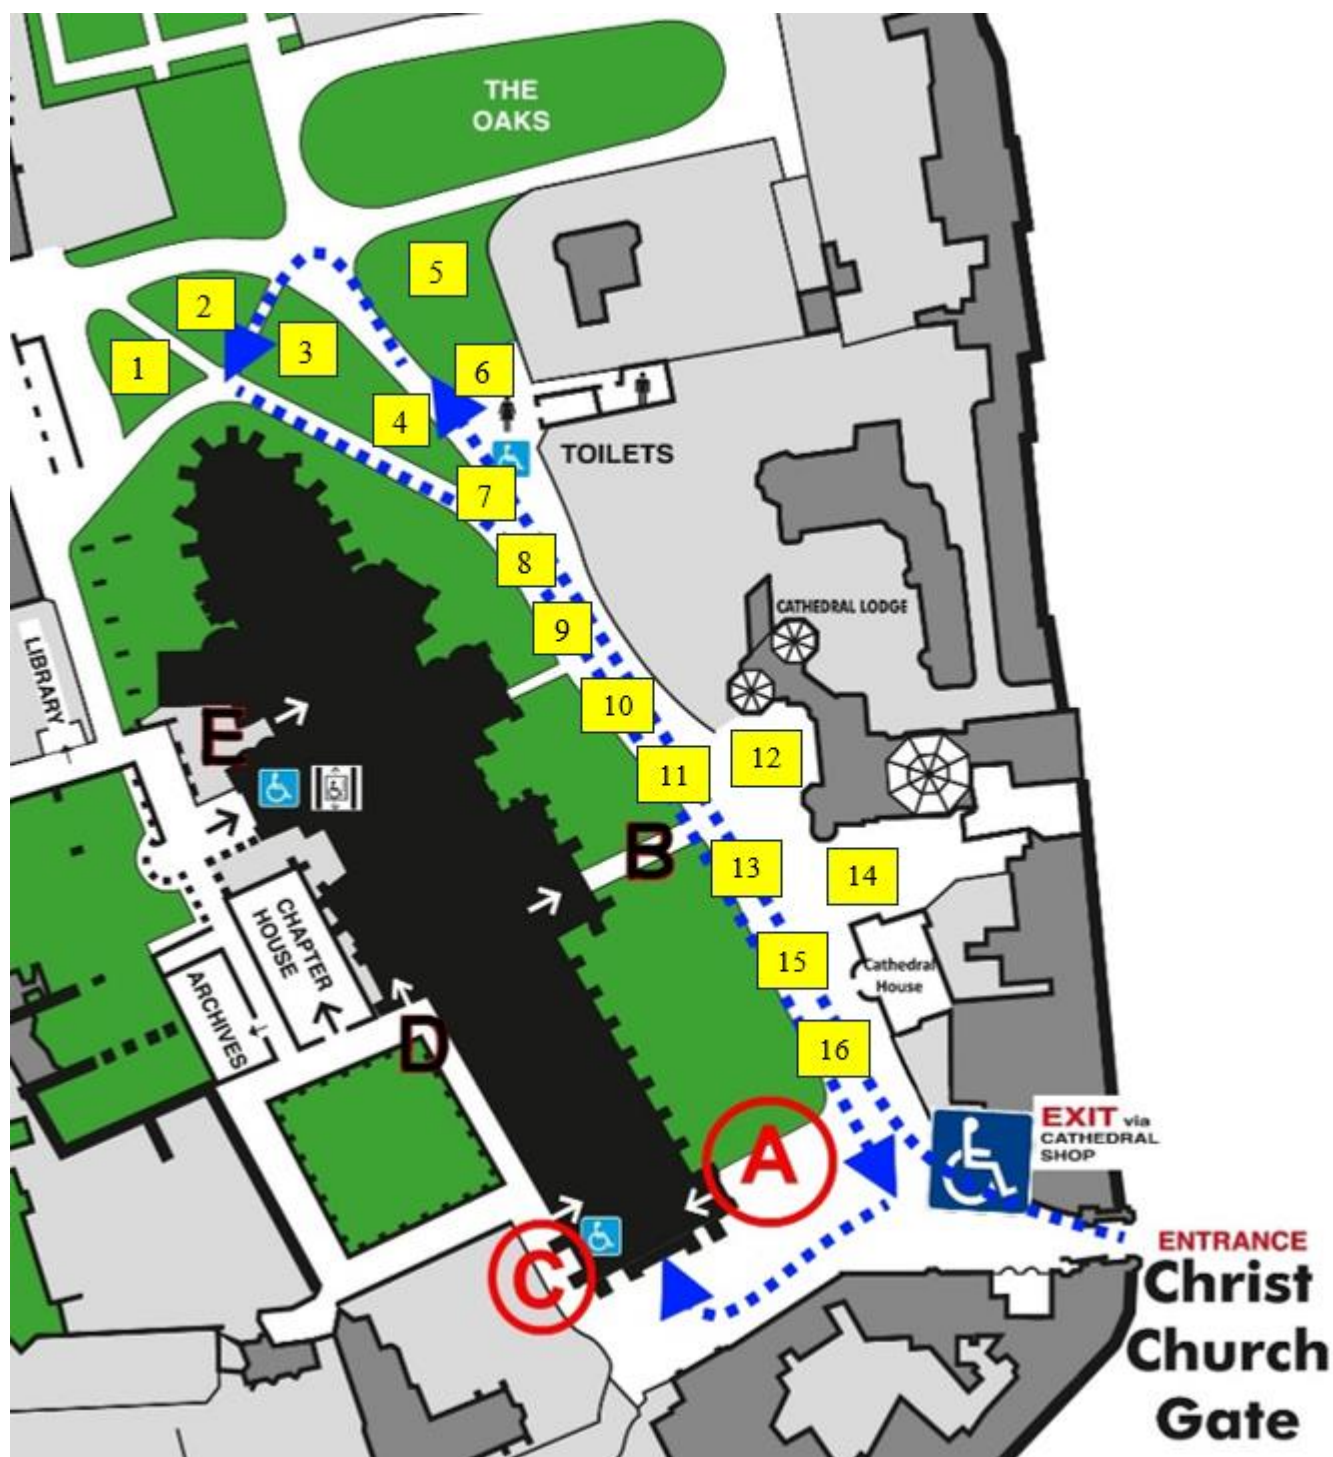 THE
OAKS
5
2
3
1
6
4
TOILETS
7
8
CATHEDRAL LODGE
9
LIBRARY
10
E
12
11
B
13
14
CHAPTER
HOUSE
15
Cathedral
House
ARCHIVES
D
16
EXIT via
CATHEDRAL
SHOP
A
C
ENTRANCE
Christ
Church
Gate